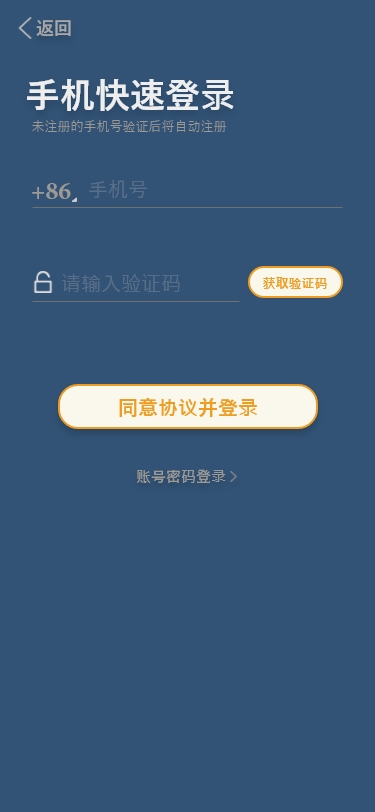 返回
手机快速登录
未注册的手机号验证后将自动注册
+86 手机号
请输入验证码 获取验证码
同意协议并登录
账号密码登录